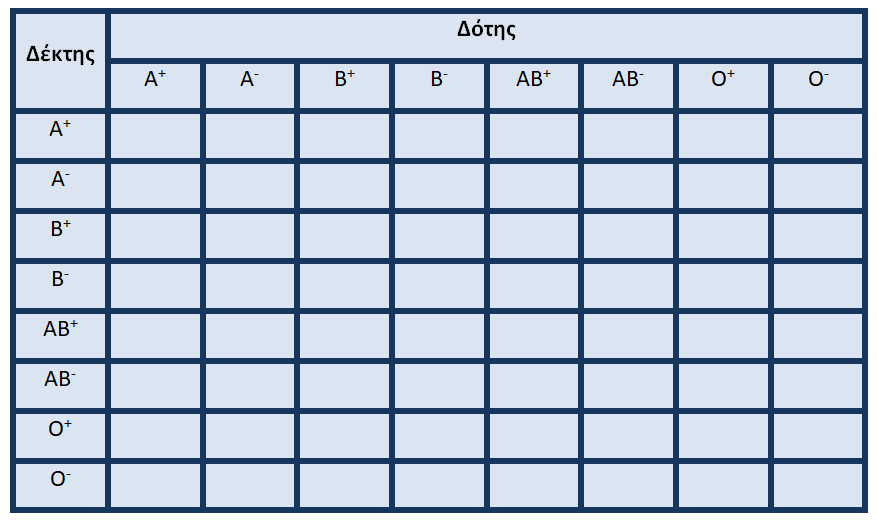 Δέκτης
Δότης
A⁺ A⁻ B⁺ B⁻ AB⁺ AB⁻ O⁺ O⁻
A⁺
A⁻
B⁺
B⁻
AB⁺
AB⁻
O⁺
O⁻